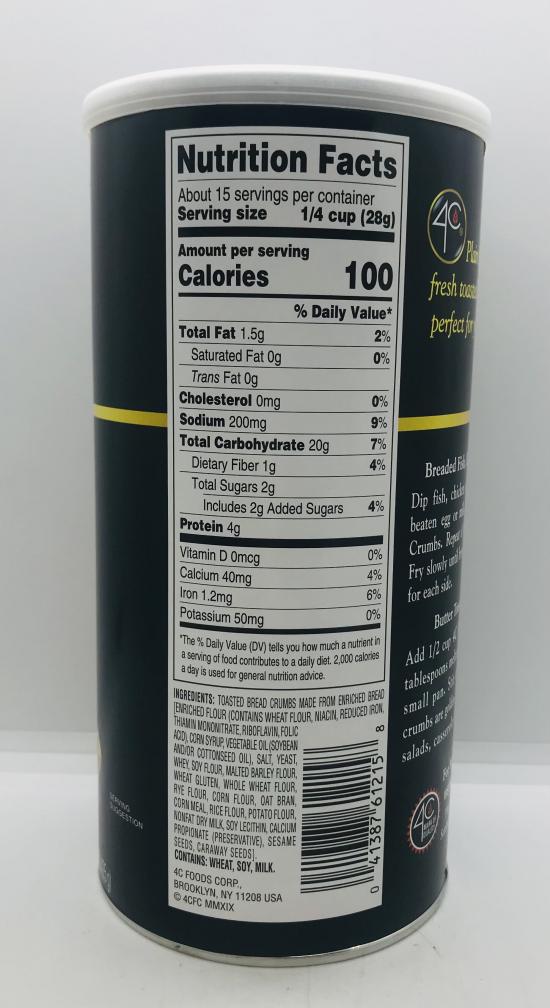 Nutrition Facts
About 15 servings per container
Serving size 1/4 cup (28g)
Amount per serving
Calories 100
% Daily Value*
Total Fat 1.5g 2%
Saturated Fat 0g 0%
Trans Fat 0g
Cholesterol 0mg 0%
Sodium 200mg 9%
Total Carbohydrate 20g 7%
Dietary Fiber 1g 4%
Total Sugars 2g
Includes 2g Added Sugars 4%
Protein 4g
Vitamin D 0mcg 0%
Calcium 40mg 4%
Iron 1.2mg 6%
Potassium 50mg 0%
*The % Daily Value (DV) tells you how much a nutrient in
a serving of food contributes to a daily diet. 2,000 calories
a day is used for general nutrition advice.
INGREDIENTS: TOASTED BREAD CRUMBS MADE FROM ENRICHED BREAD
[ENRICHED FLOUR (CONTAINS WHEAT FLOUR, NIACIN, REDUCED IRON,
THIAMIN MONONITRATE, RIBOFLAVIN, FOLIC
ACID), CORN SYRUP, VEGETABLE OIL (SOYBEAN
AND/OR COTTONSEED OIL), SALT, YEAST,
WHEY, SOY FLOUR, MALTED BARLEY FLOUR,
WHEAT GLUTEN, WHOLE WHEAT FLOUR,
RYE FLOUR, CORN FLOUR, OAT BRAN,
CORN MEAL, RICE FLOUR, POTATO FLOUR,
NONFAT DRY MILK, SOY LECITHIN, CALCIUM
PROPIONATE (PRESERVATIVE), SESAME
SEEDS, CARAWAY SEEDS].
CONTAINS: WHEAT, SOY, MILK.
4C FOODS CORP.,
BROOKLYN, NY 11208 USA
© 4CFC MMXIX
0 41387 61215 8
SERVING
SUGGESTION
4C
fresh
perfect for
Breaded
Dip fish,
beaten egg or
Crumbs.
Fry slowly
for each side.
Butter
Add 1/2 cup
tablespoons
small pan.
crumbs are
salads,
4C